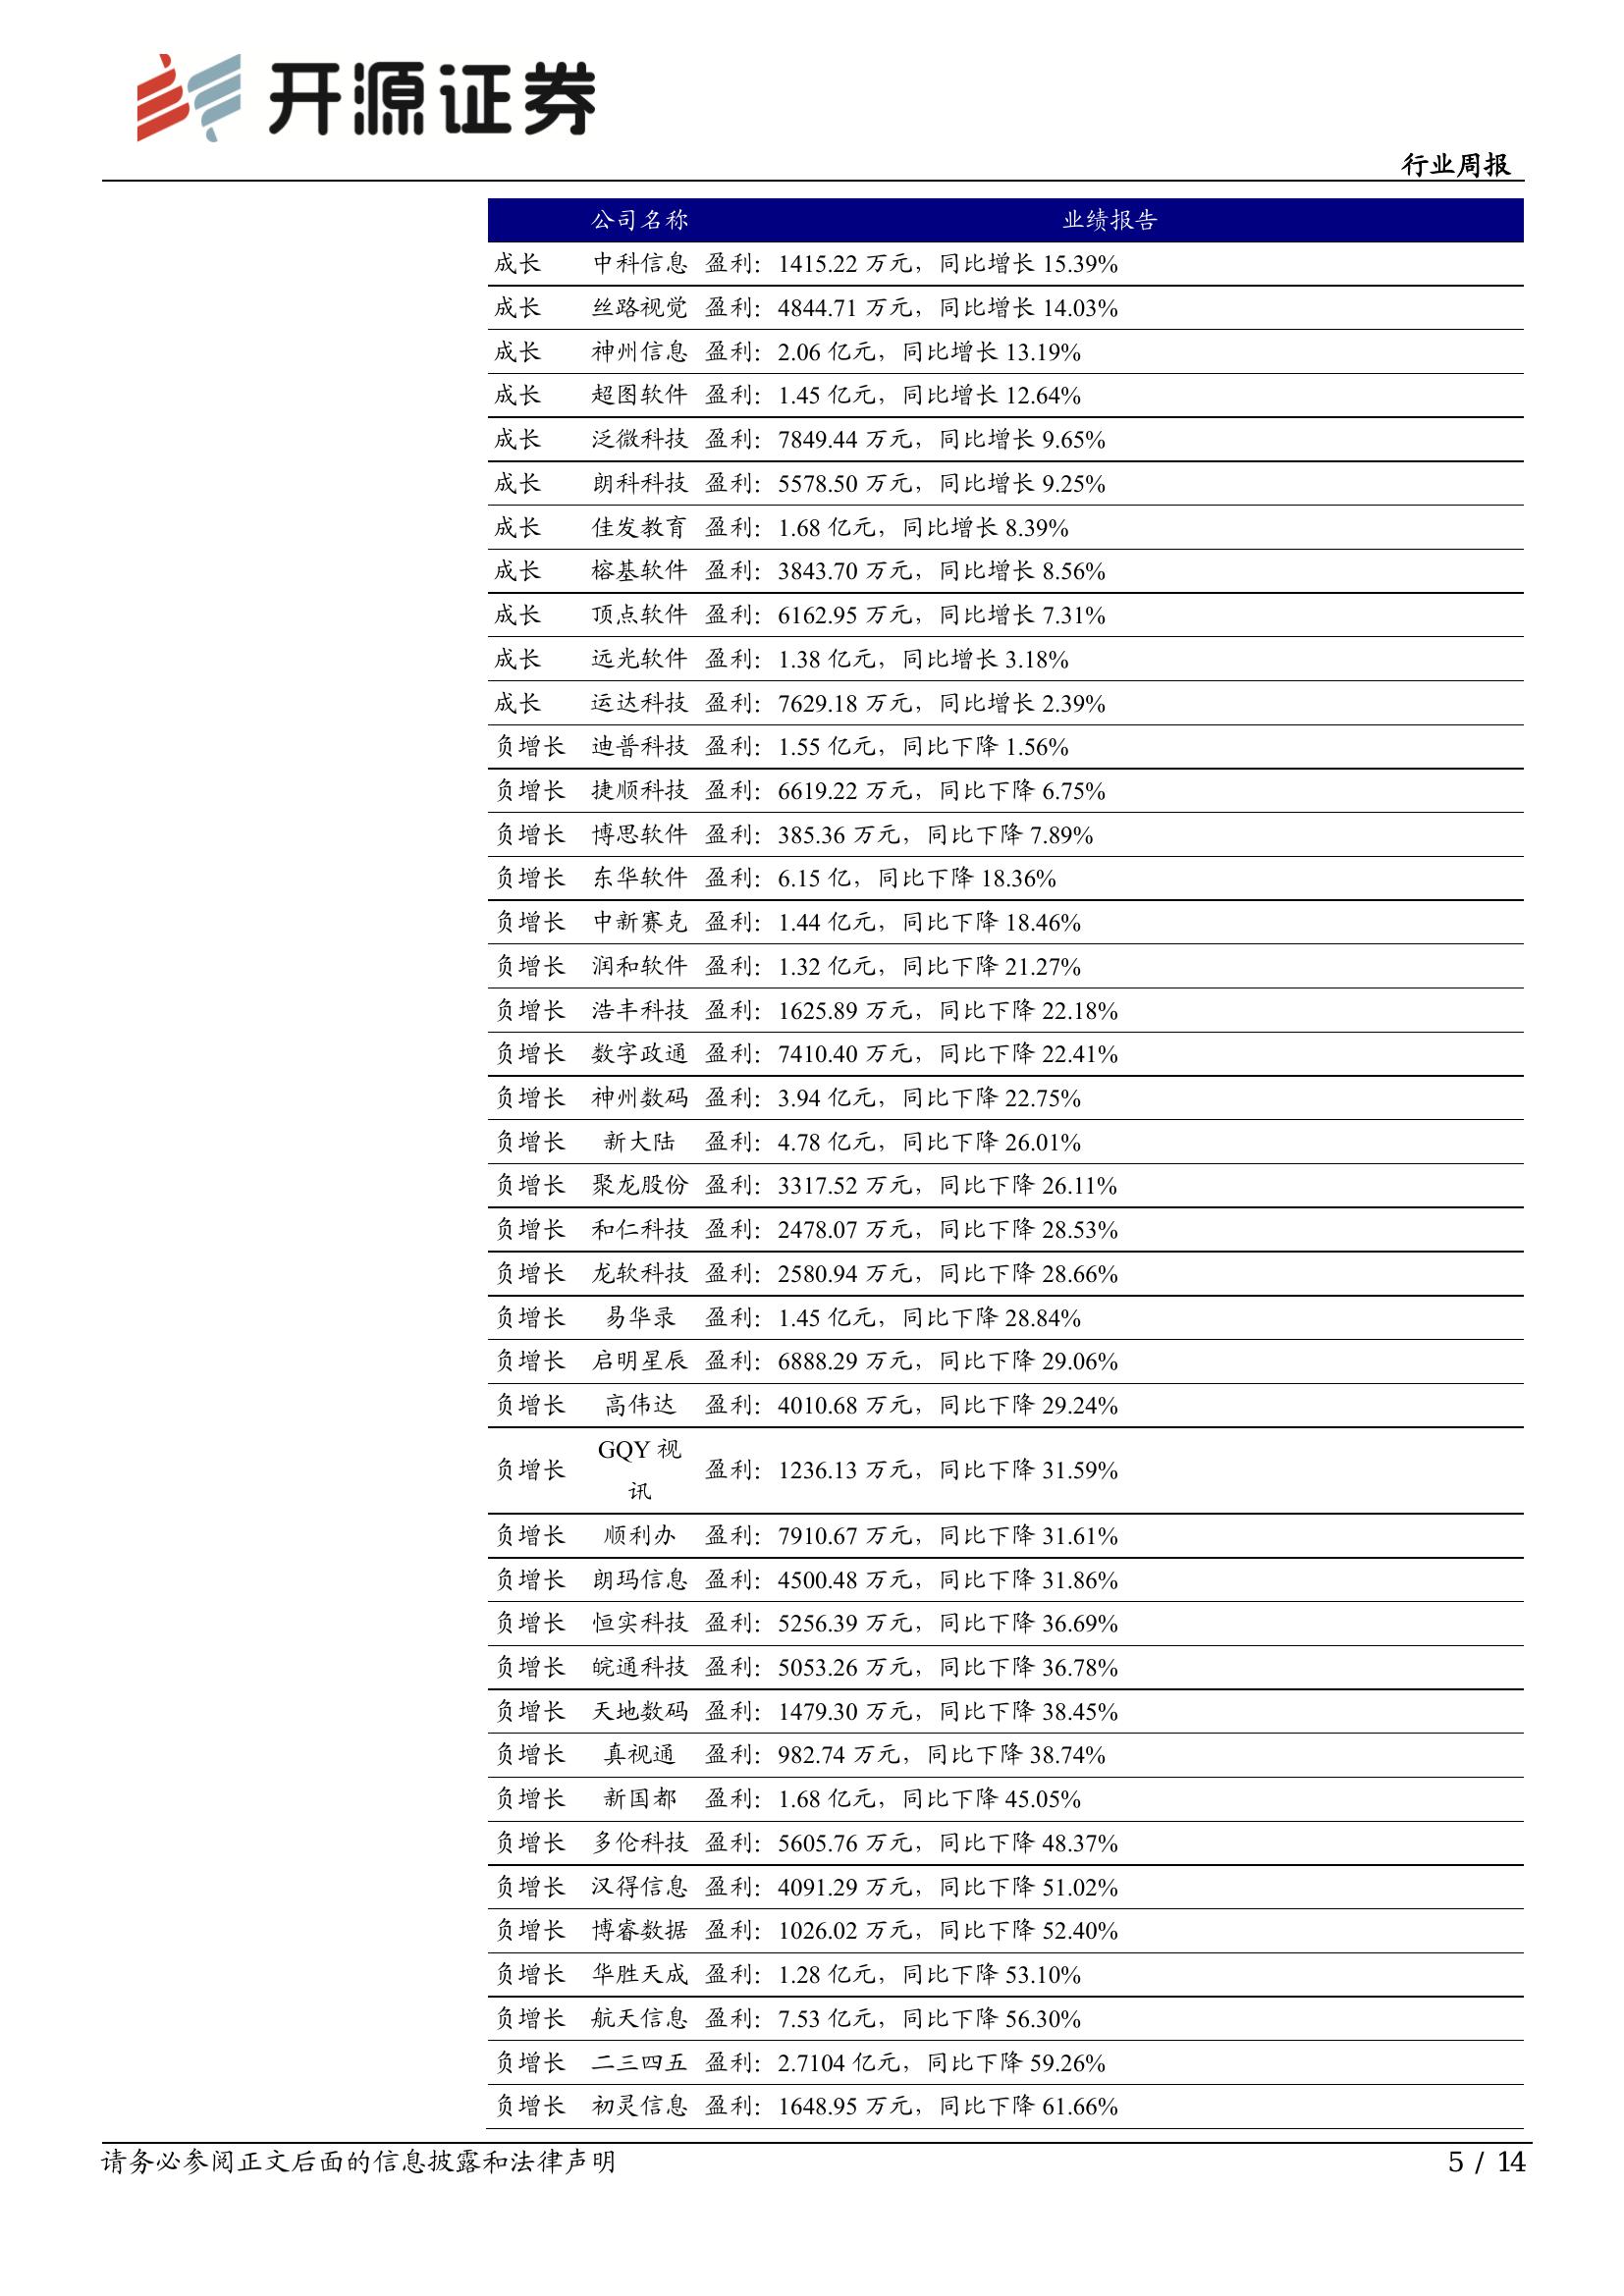 开源证券
行业周报
公司名称 业绩报告
成长 中科信息 盈利：1415.22 万元，同比增长 15.39%
成长 丝路视觉 盈利：4844.71 万元，同比增长 14.03%
成长 神州信息 盈利：2.06 亿元，同比增长 13.19%
成长 超图软件 盈利：1.45 亿元，同比增长 12.64%
成长 泛微科技 盈利：7849.44 万元，同比增长 9.65%
成长 朗科科技 盈利：5578.50 万元，同比增长 9.25%
成长 佳发教育 盈利：1.68 亿元，同比增长 8.39%
成长 榕基软件 盈利：3843.70 万元，同比增长 8.56%
成长 顶点软件 盈利：6162.95 万元，同比增长 7.31%
成长 远光软件 盈利：1.38 亿元，同比增长 3.18%
成长 运达科技 盈利：7629.18 万元，同比增长 2.39%
负增长 迪普科技 盈利：1.55 亿元，同比下降 1.56%
负增长 捷顺科技 盈利：6619.22 万元，同比下降 6.75%
负增长 博思软件 盈利：385.36 万元，同比下降 7.89%
负增长 东华软件 盈利：6.15 亿，同比下降 18.36%
负增长 中新赛克 盈利：1.44 亿元，同比下降 18.46%
负增长 润和软件 盈利：1.32 亿元，同比下降 21.27%
负增长 浩丰科技 盈利：1625.89 万元，同比下降 22.18%
负增长 数字政通 盈利：7410.40 万元，同比下降 22.41%
负增长 神州数码 盈利：3.94 亿元，同比下降 22.75%
负增长 新大陆 盈利：4.78 亿元，同比下降 26.01%
负增长 聚龙股份 盈利：3317.52 万元，同比下降 26.11%
负增长 和仁科技 盈利：2478.07 万元，同比下降 28.53%
负增长 龙软科技 盈利：2580.94 万元，同比下降 28.66%
负增长 易华录 盈利：1.45 亿元，同比下降 28.84%
负增长 启明星辰 盈利：6888.29 万元，同比下降 29.06%
负增长 高伟达 盈利：4010.68 万元，同比下降 29.24%
GQY 视
负增长 盈利：1236.13 万元，同比下降 31.59%
讯
负增长 顺利办 盈利：7910.67 万元，同比下降 31.61%
负增长 朗玛信息 盈利：4500.48 万元，同比下降 31.86%
负增长 恒实科技 盈利：5256.39 万元，同比下降 36.69%
负增长 皖通科技 盈利：5053.26 万元，同比下降 36.78%
负增长 天地数码 盈利：1479.30 万元，同比下降 38.45%
负增长 真视通 盈利：982.74 万元，同比下降 38.74%
负增长 新国都 盈利：1.68 亿元，同比下降 45.05%
负增长 多伦科技 盈利：5605.76 万元，同比下降 48.37%
负增长 汉得信息 盈利：4091.29 万元，同比下降 51.02%
负增长 博睿数据 盈利：1026.02 万元，同比下降 52.40%
负增长 华胜天成 盈利：1.28 亿元，同比下降 53.10%
负增长 航天信息 盈利：7.53 亿元，同比下降 56.30%
负增长 二三四五 盈利：2.7104 亿元，同比下降 59.26%
负增长 初灵信息 盈利：1648.95 万元，同比下降 61.66%
请务必参阅正文后面的信息披露和法律声明
5 / 14